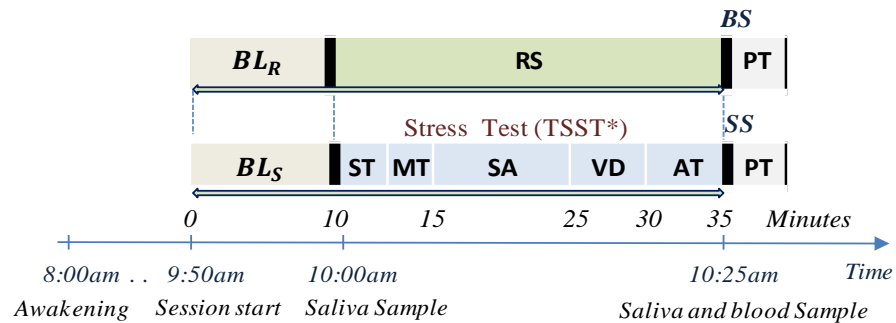 BS
BL_R RS PT
Stress Test (TSST*) SS
BL_S ST MT SA VD AT PT
0 10 15 25 30 35 Minutes
8:00am . . 9:50am 10:00am 10:25am Time
Awakening Session start Saliva Sample Saliva and blood Sample